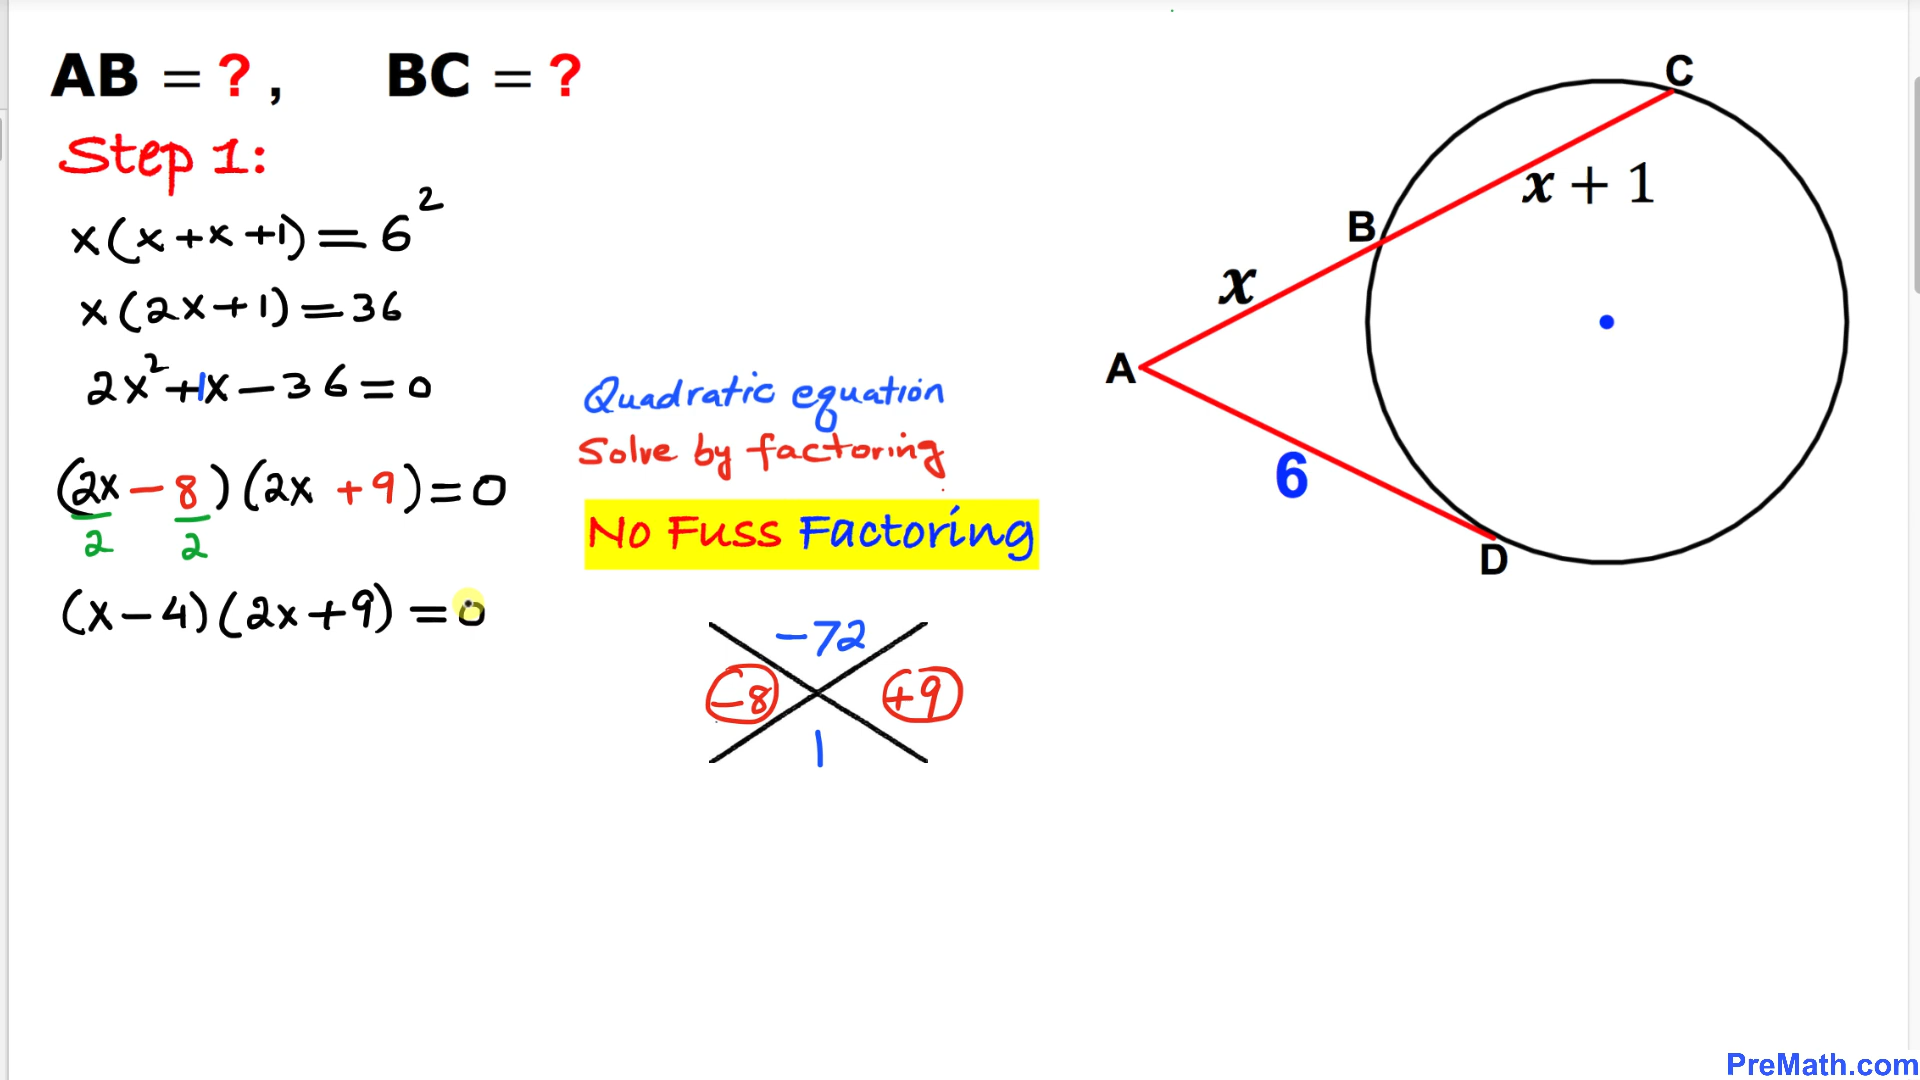 AB = ? ,   BC = ?
Step 1:
x(x+x+1) = 6²
x(2x+1) = 36
2x²+1x-36=0
(2x - 8)(2x + 9) = 0
2 2
(x-4)(2x+9) = 0
Quadratic equation
Solve by factoring
No Fuss Factoring
-72
-8 +9
1
C
x + 1
B
x
A
6
D
PreMath.com